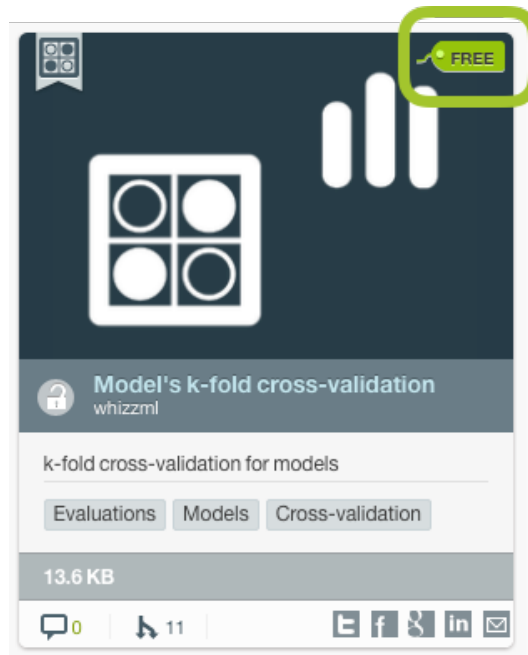 FREE
Model's k-fold cross-validation
whizzml
k-fold cross-validation for models
Evaluations Models Cross-validation
13.6 KB
0 11